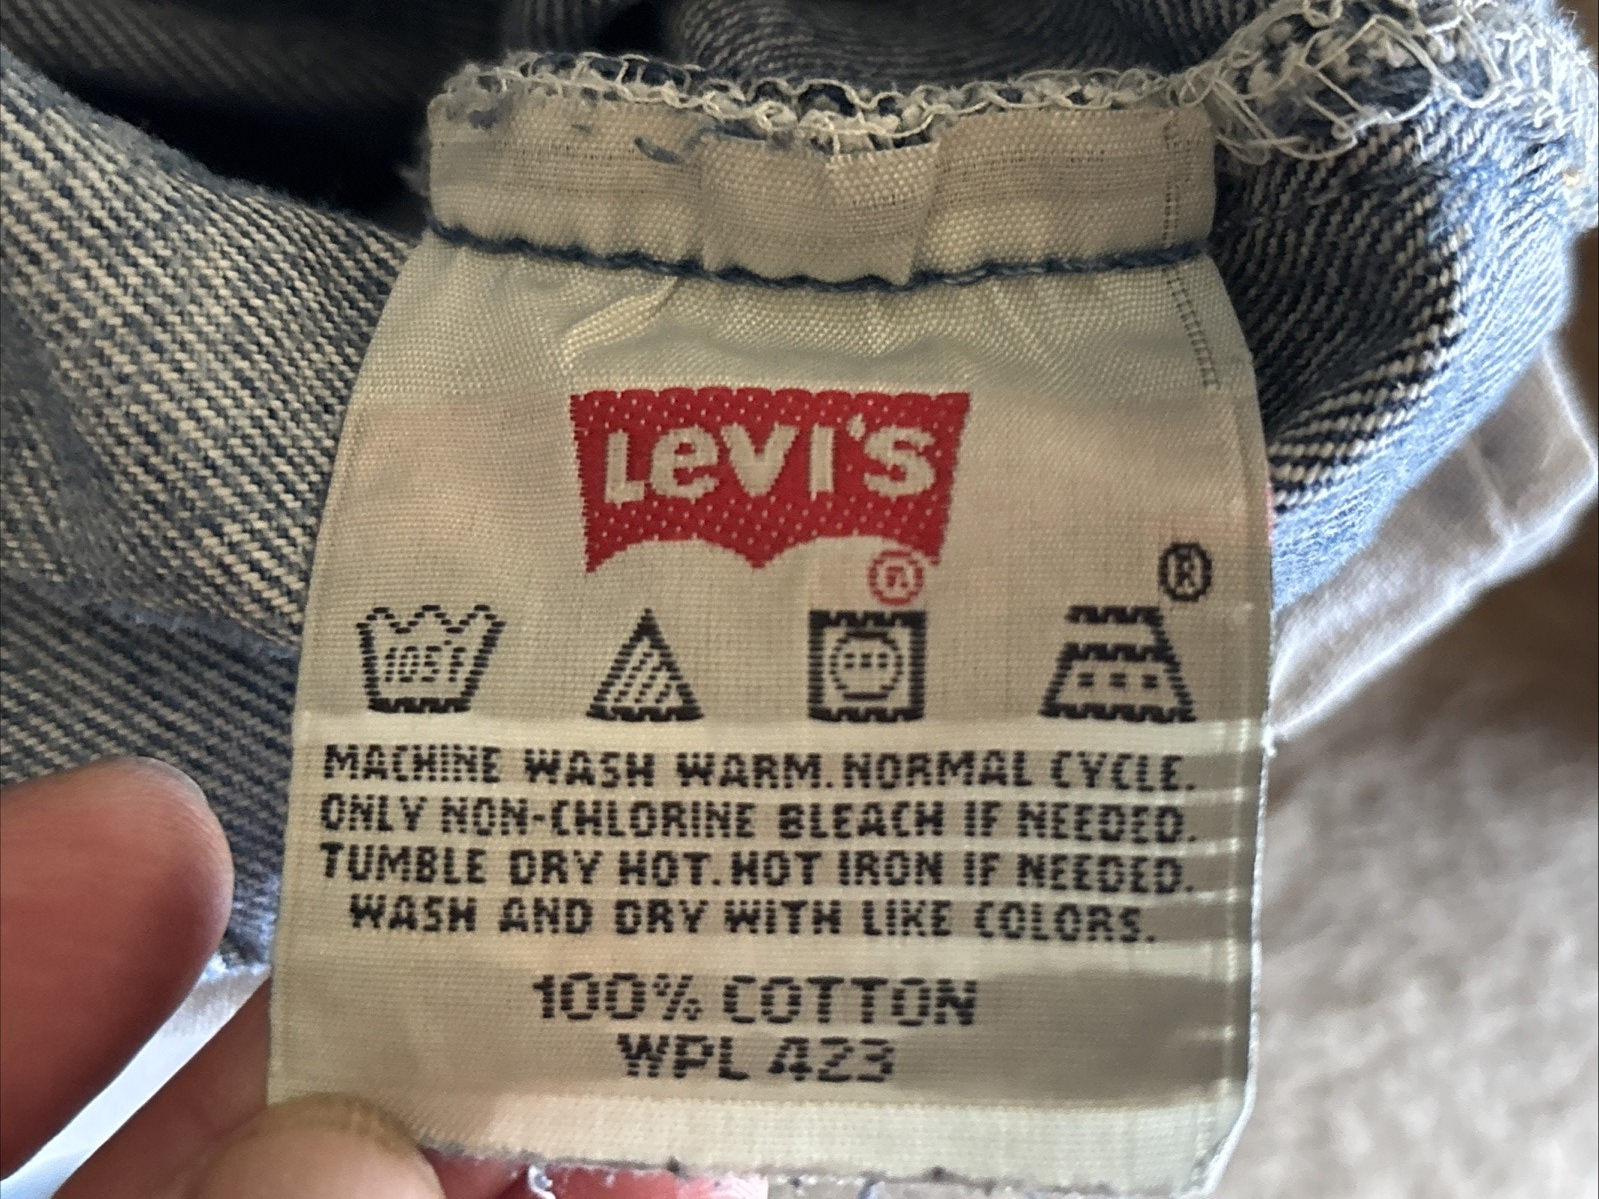 LEVI'S
®
®
105F
MACHINE WASH WARM. NORMAL CYCLE.
ONLY NON-CHLORINE BLEACH IF NEEDED.
TUMBLE DRY HOT. HOT IRON IF NEEDED.
WASH AND DRY WITH LIKE COLORS.
100% COTTON
WPL 423